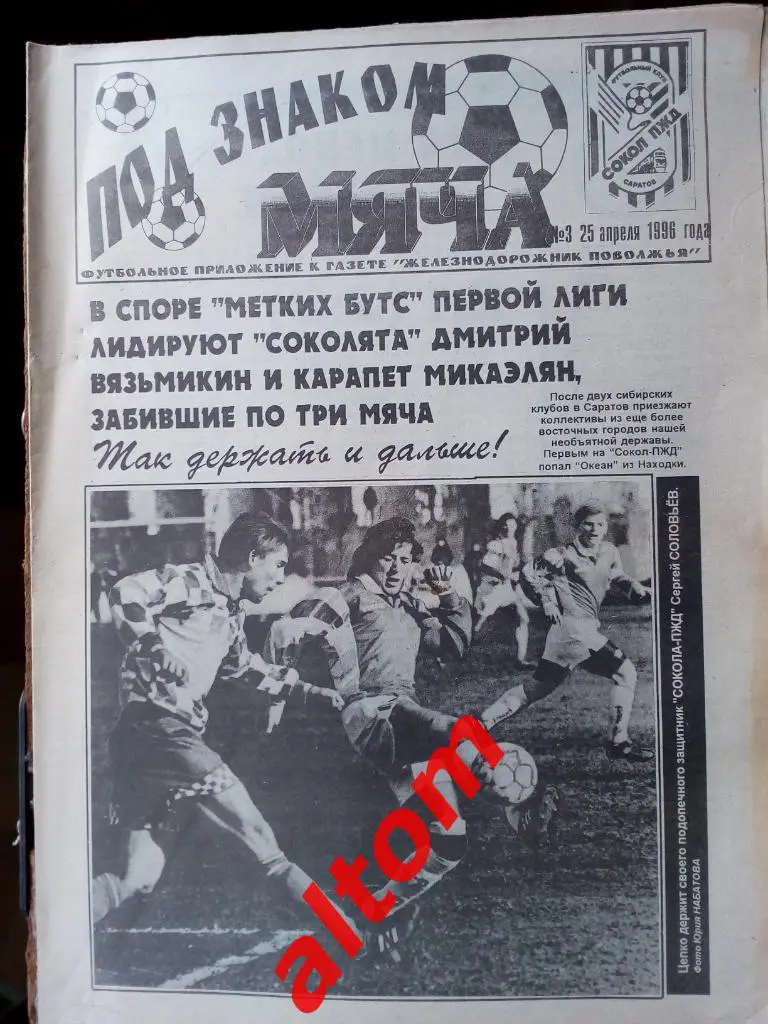 ПОД ЗНАКОМ
МЯЧА
ФУТБОЛЬНЫЙ КЛУБ
СОКОЛ ПЖД
САРАТОВ
№3 25 апреля 1996 года
ФУТБОЛЬНОЕ ПРИЛОЖЕНИЕ К ГАЗЕТЕ "ЖЕЛЕЗНОДОРОЖНИК ПОВОЛЖЬЯ"
В СПОРЕ "МЕТКИХ БУТС" ПЕРВОЙ ЛИГИ
ЛИДИРУЮТ "СОКОЛЯТА" ДМИТРИЙ
ВЯЗЬМИКИН И КАРАПЕТ МИКАЭЛЯН,
ЗАБИВШИЕ ПО ТРИ МЯЧА
Так держать и дальше!
После двух сибирских
клубов в Саратов приезжают
коллективы из еще более
восточных городов нашей
необъятной державы.
Первым на "Сокол-ПЖД"
попал "Океан" из Находки.
Цепко держит своего подопечного защитник "СОКОЛА-ПЖД" Сергей СОЛОВЬЁВ.
Фото Юрия НАБАТОВА
altom